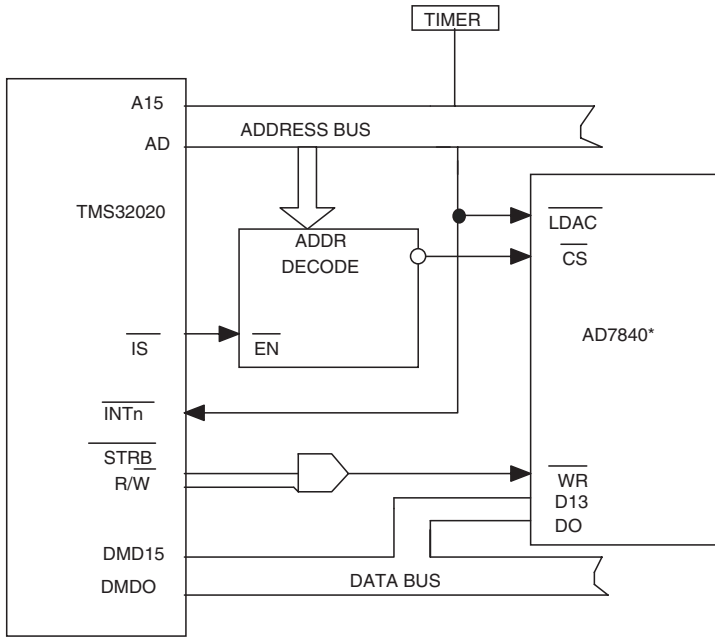 TIMER
A15
ADDRESS BUS
AD
TMS32020
ADDR
DECODE
LDAC
CS
IS
EN
AD7840*
INTn
STRB
R/W
WR
D13
DO
DMD15
DMDO
DATA BUS